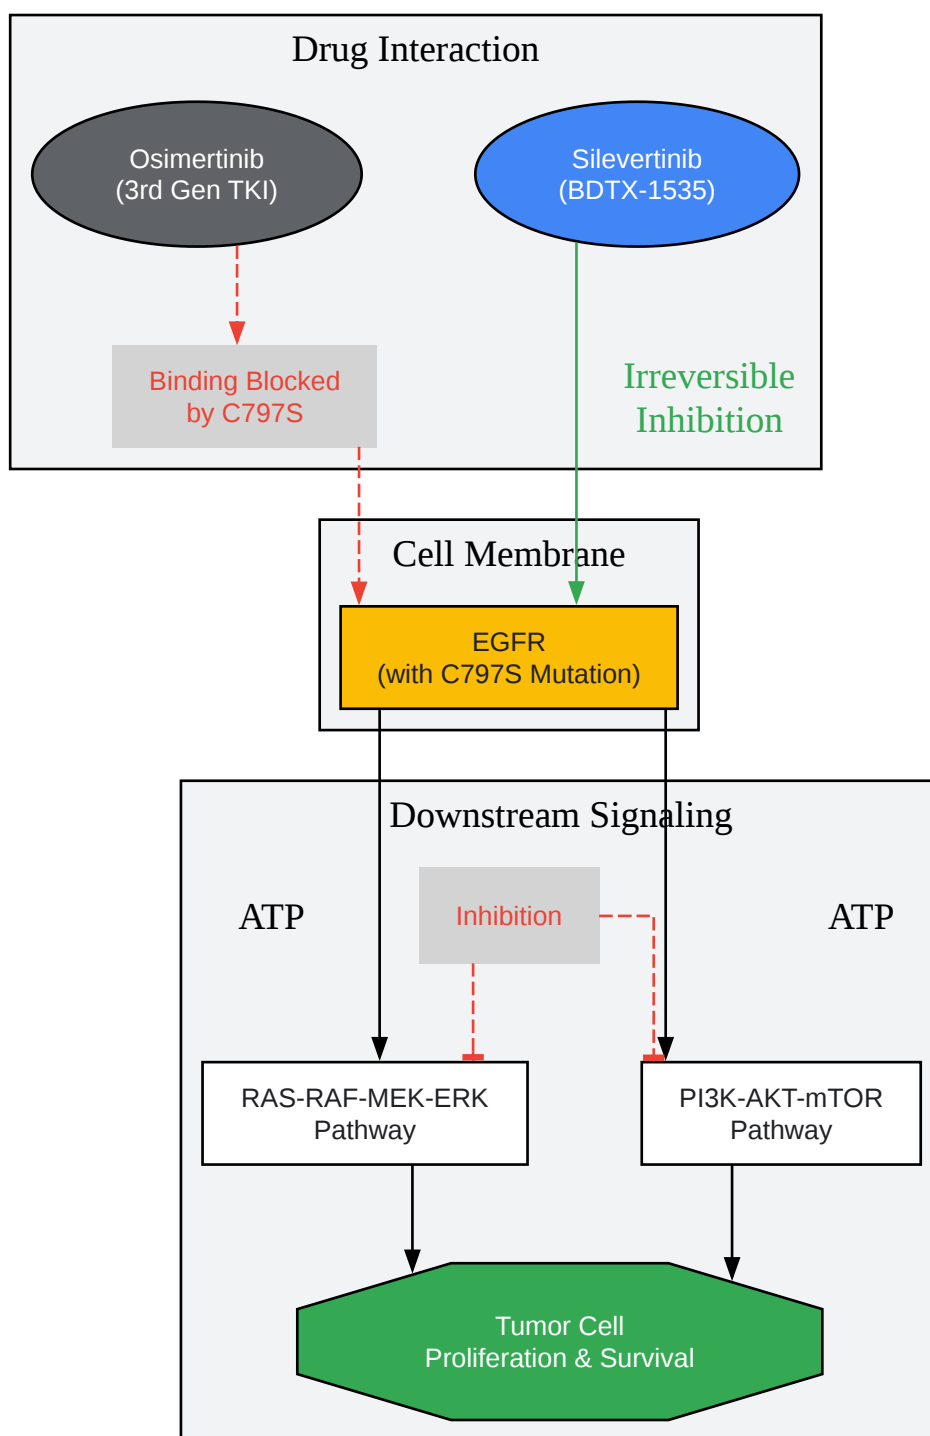 Drug Interaction
Osimertinib
(3rd Gen TKI)
Silevertinib
(BDTX-1535)
Binding Blocked
by C797S
Irreversible
Inhibition
Cell Membrane
EGFR
(with C797S Mutation)
Downstream Signaling
ATP
Inhibition
ATP
RAS-RAF-MEK-ERK
Pathway
PI3K-AKT-mTOR
Pathway
Tumor Cell
Proliferation & Survival